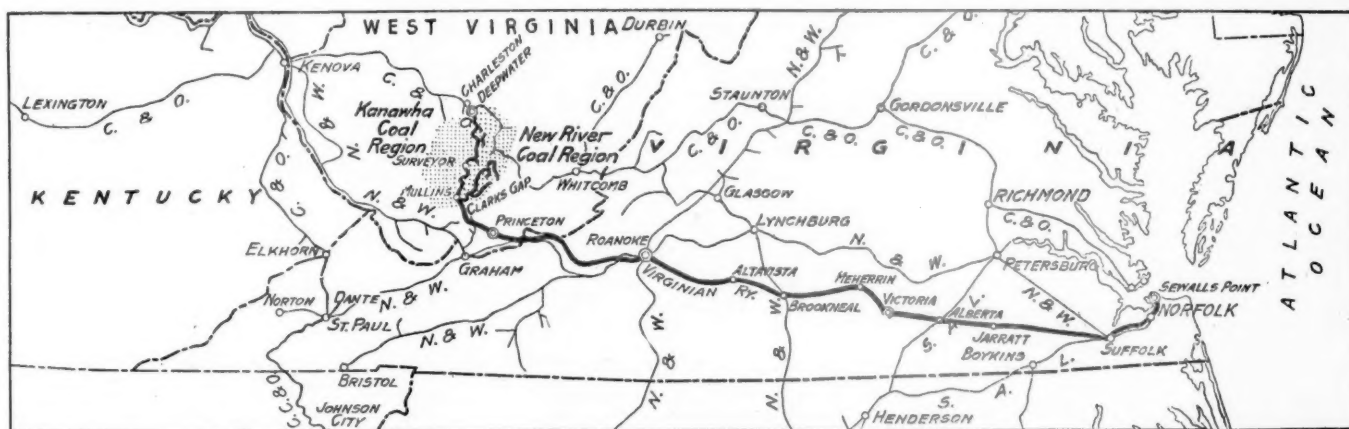 WEST VIRGINIA
DURBIN
KENOVA
C. & O.
CHARLESTON
DEEPWATER
N. & W.
C. & O.
N. & W.
C. & O.
LEXINGTON
C. & O.
Kanawha
Coal
Region
STAUNTON
GORDONSVILLE
New River
Coal Region
SURVEYOR
VIRGINIA
C. & O.
C. & O.
C. & O.
ATLANTIC
OCEAN
KENTUCKY
MULLINS
CLARKS GAP
WHITCOMB
GLASGOW
RICHMOND
C. & O.
N. & W.
PRINCETON
LYNCHBURG
C. C. & O.
ELKHORN
GRAHAM
ROANOKE
N. & W.
PETERSBURG
VIRGINIAN RY.
ALTAVISTA
MEHERRIN
SEWALLS POINT
NORFOLK
NORTON
DANTE
N. & W.
BROOKNEAL
VICTORIA
N. & W.
ST. PAUL
N. & W.
ALBERTA
JARRATT
SUFFOLK
BOYKINS
S. A. L.
BRISTOL
N. & W.
N. & W.
C. C. & O.
JOHNSON
CITY
HENDERSON
S. A. L.